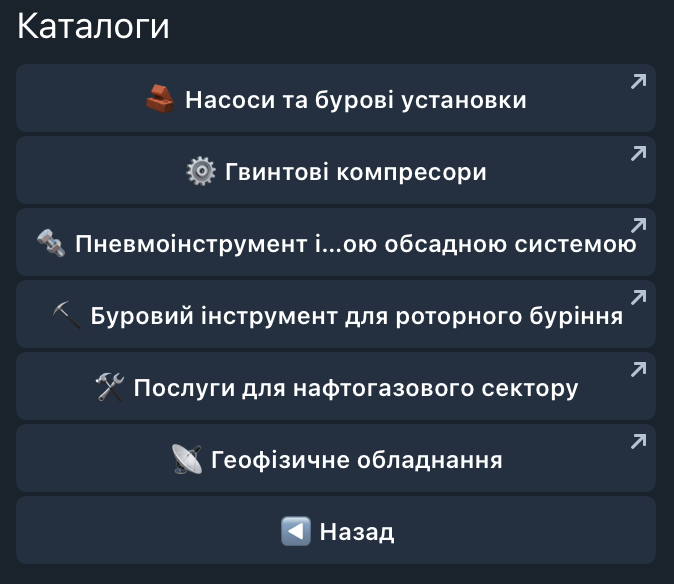 Каталоги
Насоси та бурові установки
Гвинтові компресори
Пневмоінструмент і...ою обсадною системою
Буровий інструмент для роторного буріння
Послуги для нафтогазового сектору
Геофізичне обладнання
Назад